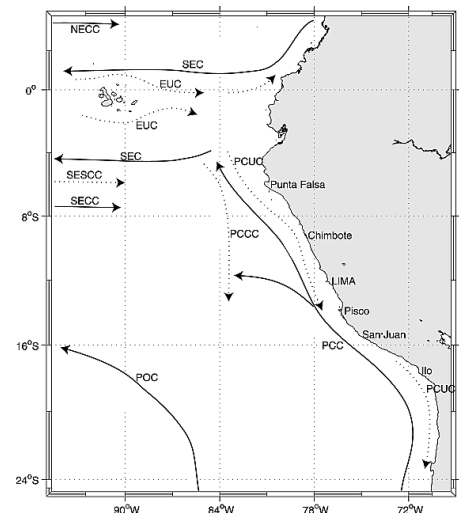 NECC
SEC
0°
EUC
EUC
SEC
PCUC
SESCC
Punta Falsa
SECC
8°S
PCCC
Chimbote
LIMA
Pisco
San Juan
16°S
PCC
Ilo
POC
PCUC
24°S
90°W
84°W
78°W
72°W